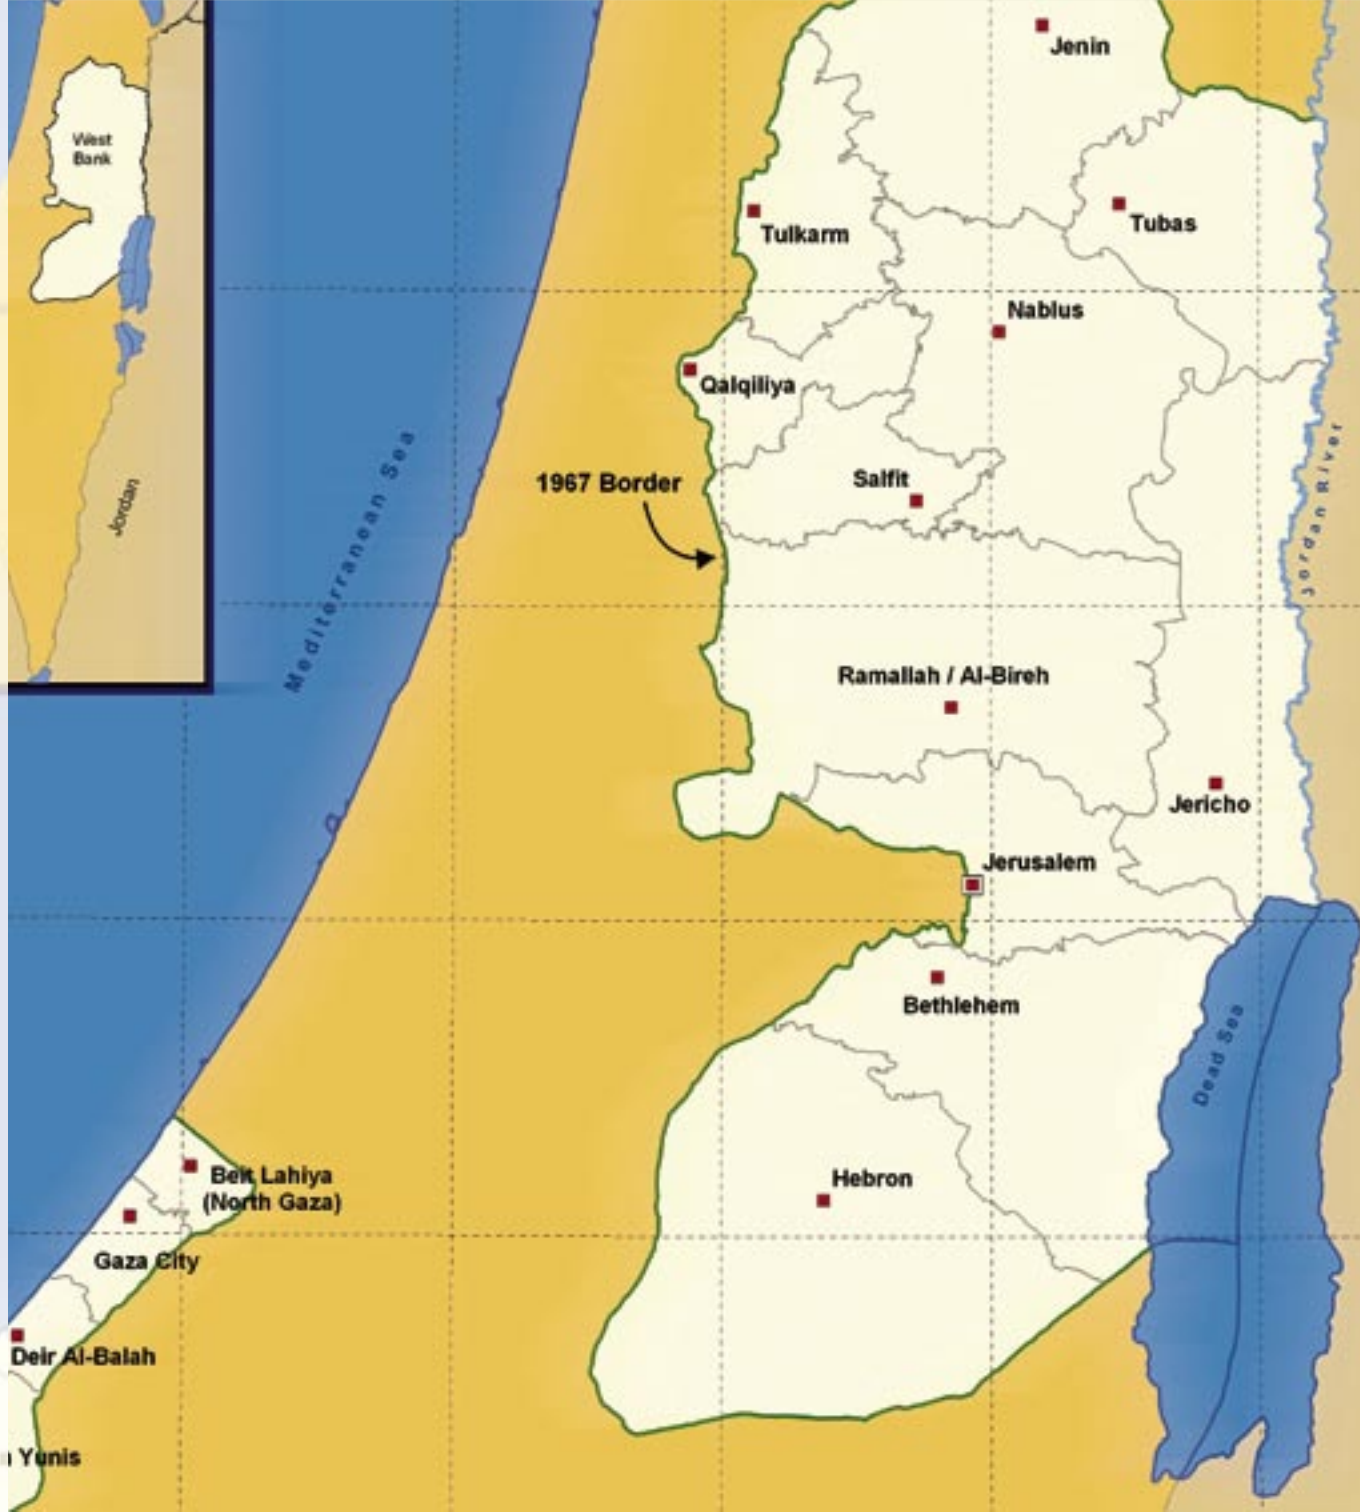 West
Bank
Jordan
Jenin
Tulkarm
Tubas
Nablus
Qalqiliya
Salfit
1967 Border
Mediterranean Sea
Jordan River
Ramallah / Al-Bireh
Jericho
Jerusalem
Bethlehem
Dead Sea
Hebron
Beit Lahiya
(North Gaza)
Gaza City
Deir Al-Balah
Yunis